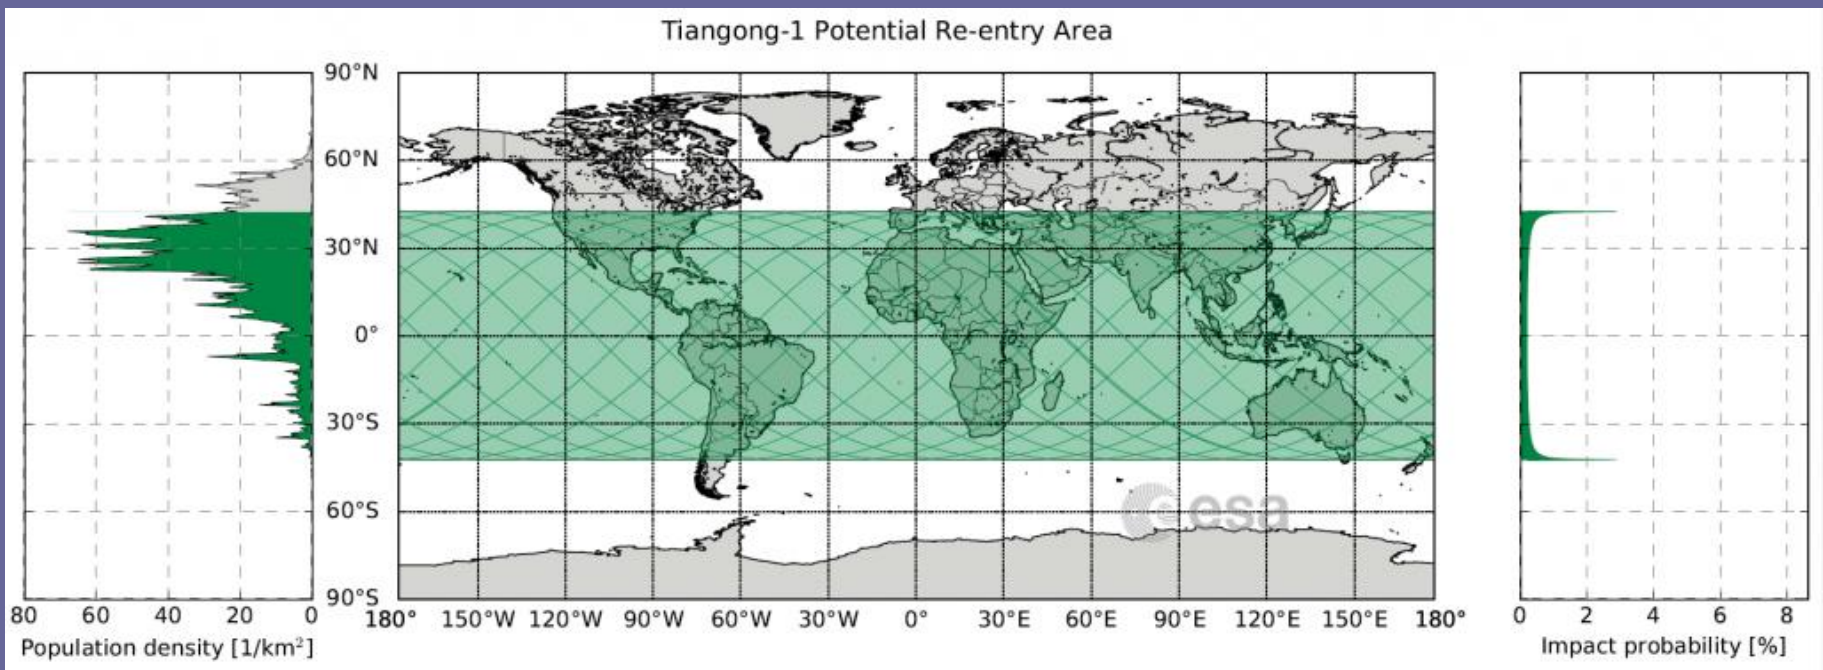 Tiangong-1 Potential Re-entry Area
90°N
60°N
30°N
0°
30°S
60°S
90°S
80 60 40 20 0
Population density [1/km²]
180° 150°W 120°W 90°W 60°W 30°W 0° 30°E 60°E 90°E 120°E 150°E 180°
esa
0 2 4 6 8
Impact probability [%]